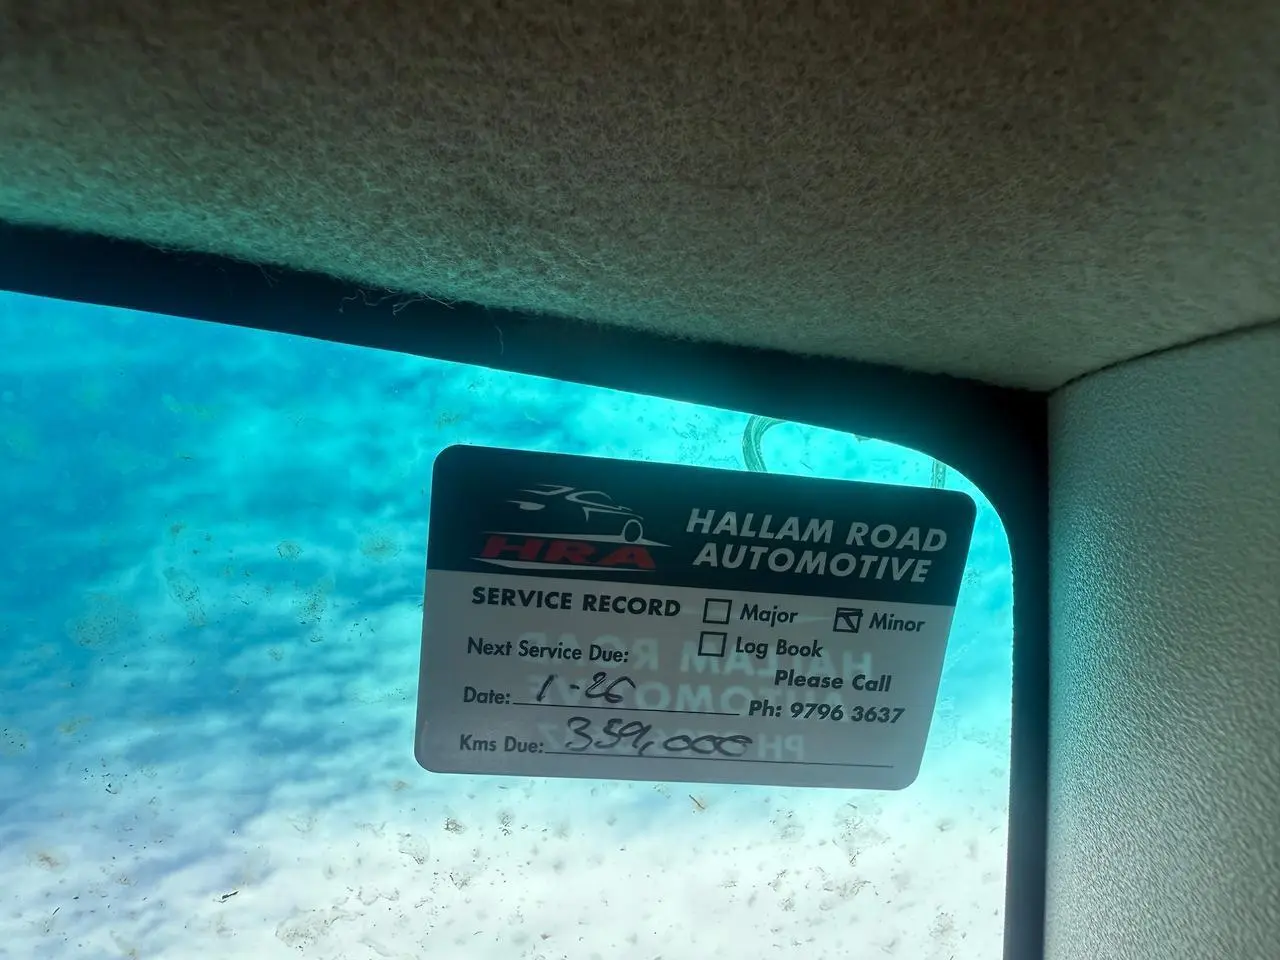 HRA
HALLAM ROAD
AUTOMOTIVE
SERVICE RECORD
Major
Minor
Log Book
Next Service Due:
Please Call
Date: 1-26
Ph: 9796 3637
Kms Due: 359,000